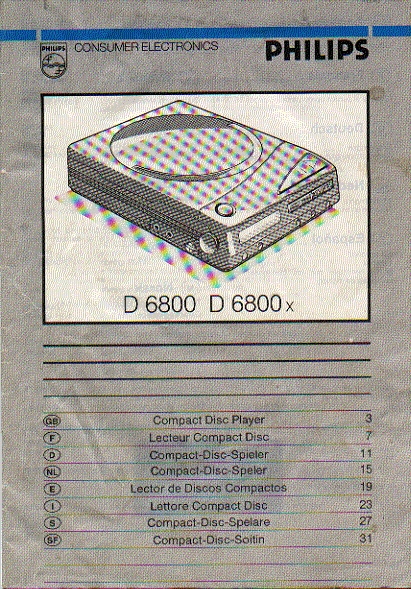 PHILIPS
CONSUMER ELECTRONICS
PHILIPS
D 6800 D 6800 x
GB Compact Disc Player 3
F Lecteur Compact Disc 7
D Compact-Disc-Spieler 11
NL Compact-Disc-Speler 15
E Lector de Discos Compactos 19
I Lettore Compact Disc 23
S Compact-Disc-Spelare 27
SF Compact-Disc-Soitin 31